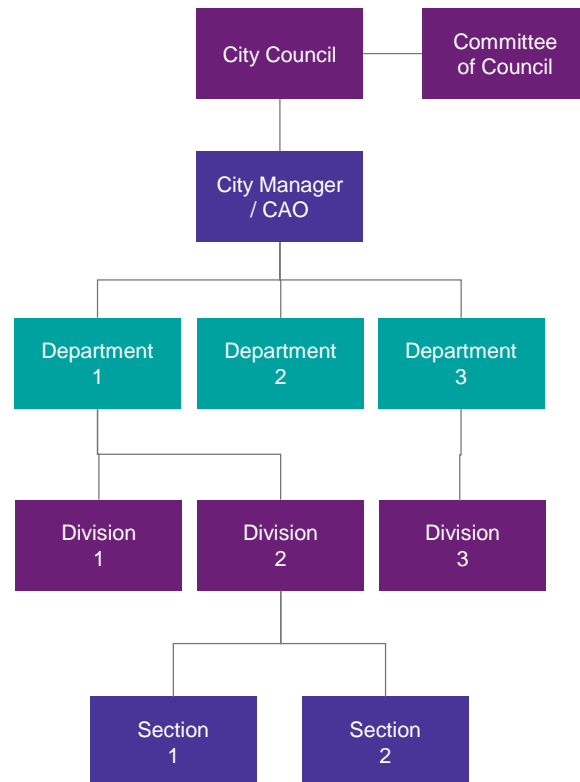 City Council
Committee
of Council
City Manager
/ CAO
Department
1
Department
2
Department
3
Division
1
Division
2
Division
3
Section
1
Section
2